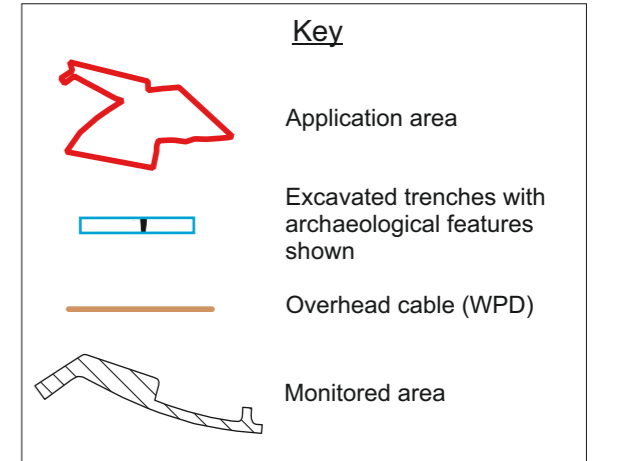 Key
Application area
Excavated trenches with
archaeological features
shown
Overhead cable (WPD)
Monitored area